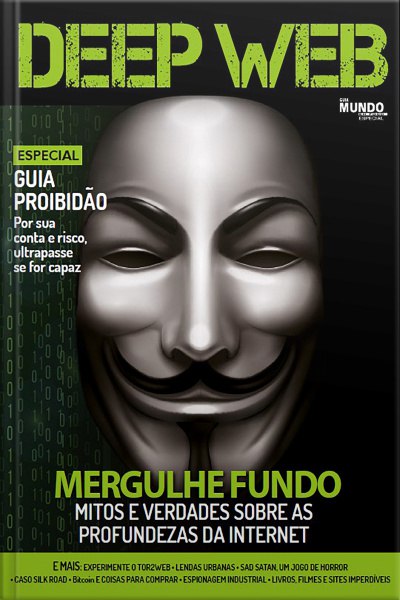 DEEP WEB
GUIA
MUNDO
ESPECIAL
ESPECIAL
GUIA
PROIBIDÃO
Por sua
conta e risco,
ultrapasse
se for capaz
MERGULHE FUNDO
MITOS E VERDADES SOBRE AS
PROFUNDEZAS DA INTERNET
E MAIS: EXPERIMENTE O TOR2WEB • LENDAS URBANAS • SAD SATAN, UM JOGO DE HORROR
• CASO SILK ROAD • Bitcoin E COISAS PARA COMPRAR • ESPIONAGEM INDUSTRIAL • LIVROS, FILMES E SITES IMPERDÍVEIS